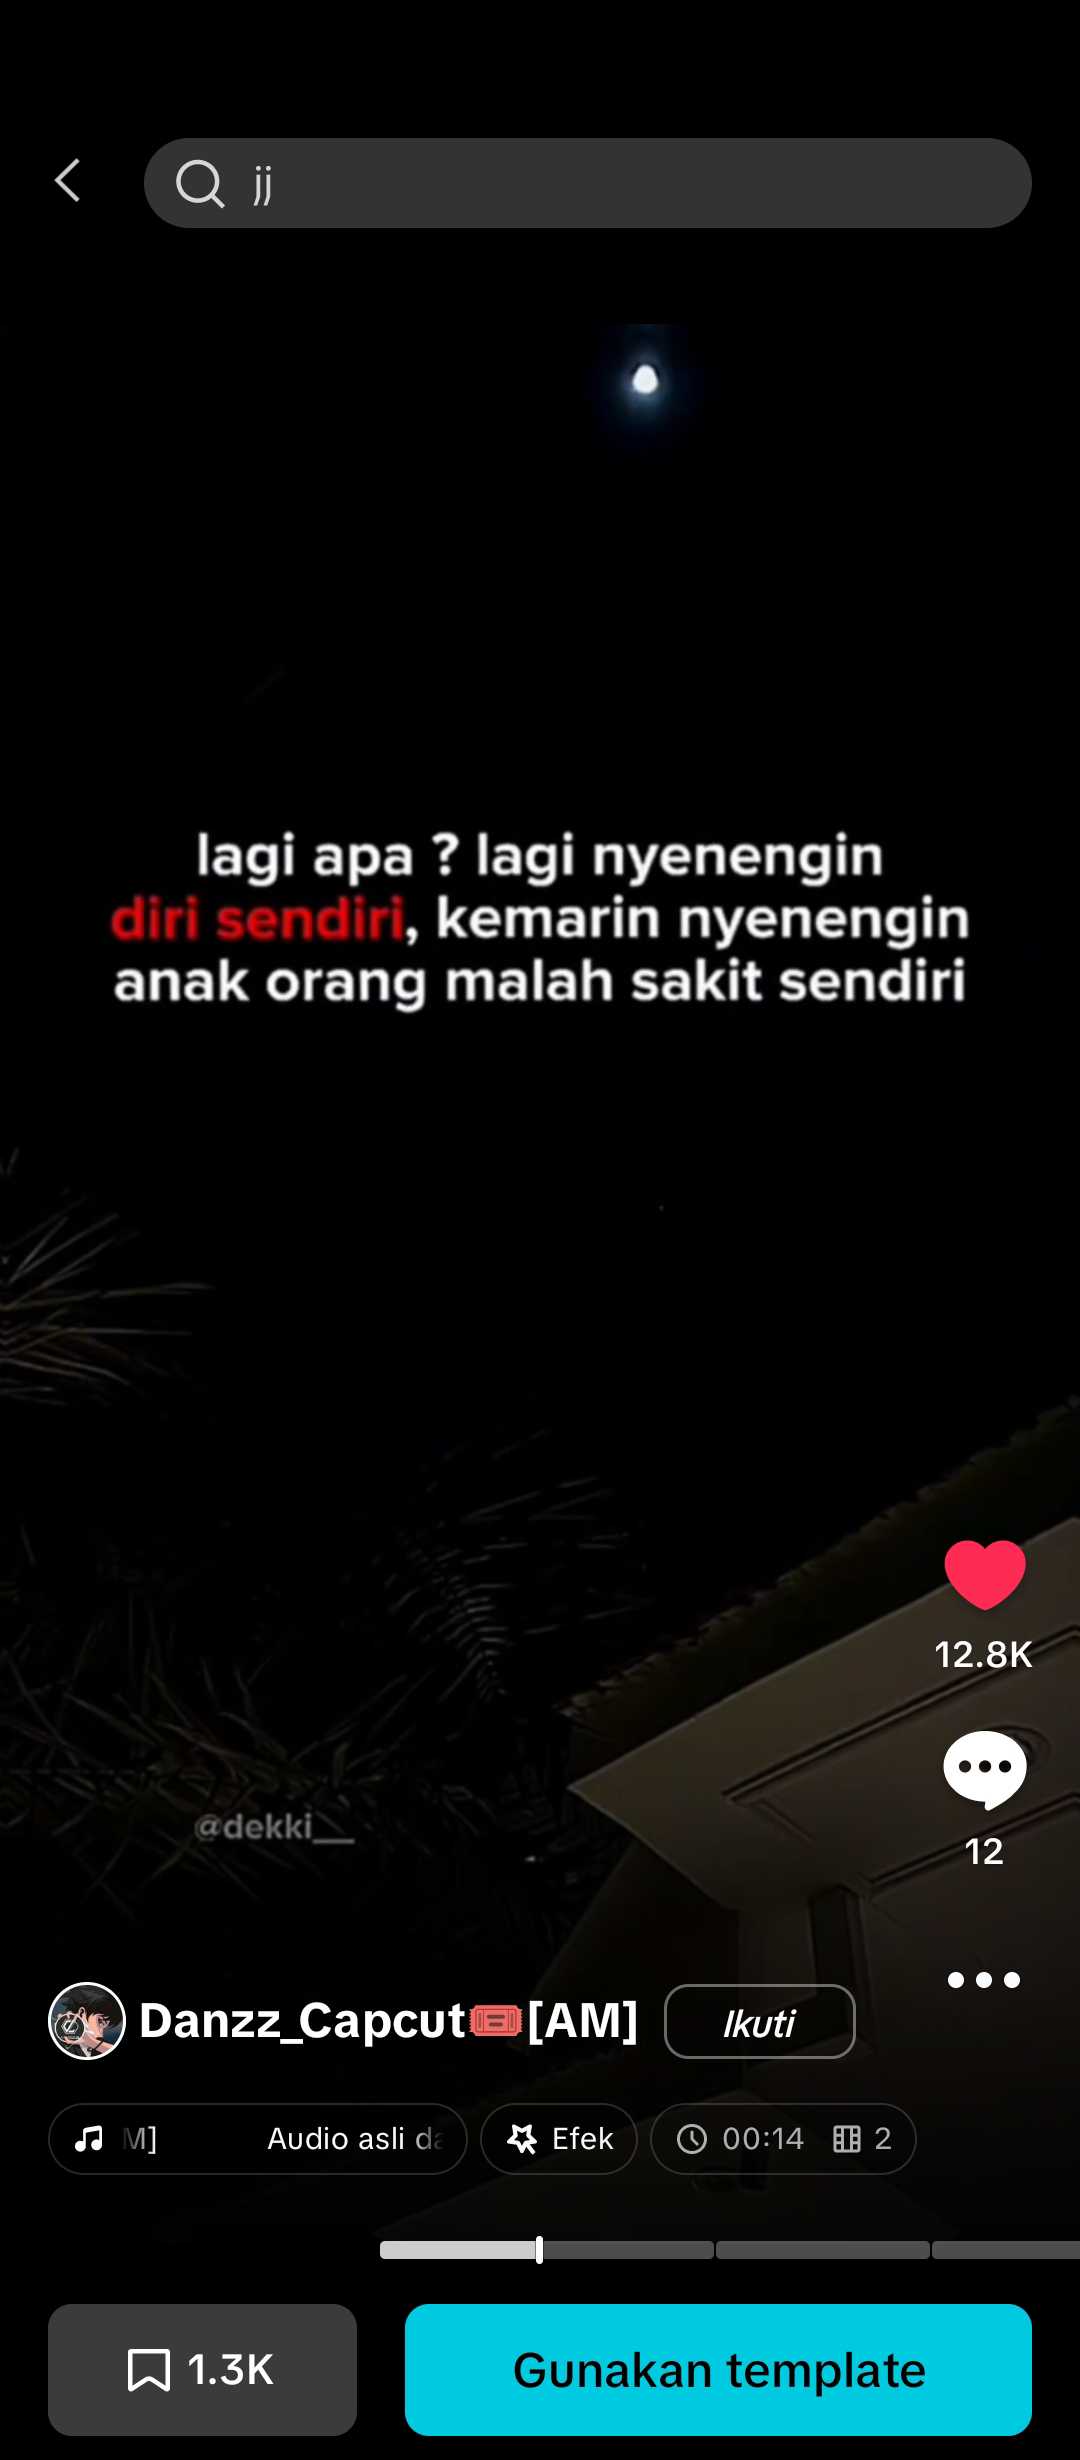 jj
lagi apa ? lagi nyenengin
diri sendiri, kemarin nyenengin
anak orang malah sakit sendiri
12.8K
@dekki__
12
Danzz_Capcut🎟️[AM]
Ikuti
M]
Audio asli da
Efek
00:14
2
1.3K
Gunakan template